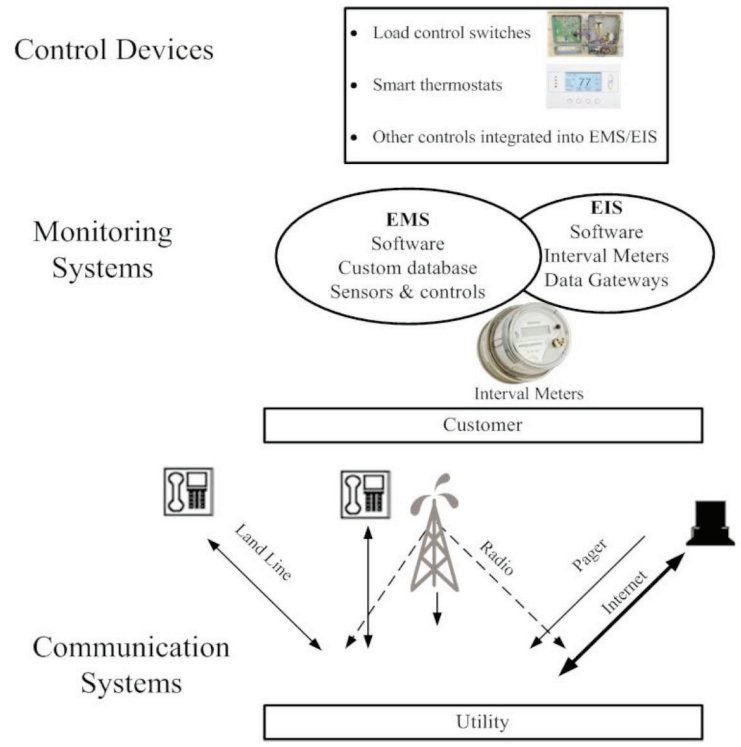 Control Devices
• Load control switches
• Smart thermostats
77
• Other controls integrated into EMS/EIS
Monitoring
Systems
EMS
Software
Custom database
Sensors & controls
EIS
Software
Interval Meters
Data Gateways
Interval Meters
Customer
Land Line
Radio
Pager
Internet
Communication
Systems
Utility